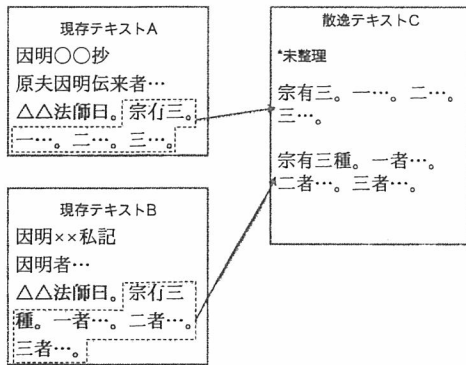 現存テキストA
因明○○抄
原夫因明伝来者…
△△法師曰。宗有三。
一…。二…。三…。
現存テキストB
因明××私記
因明者…
△△法師曰。宗有三
種。一者…。二者…。
三者…。
散逸テキストC
*未整理
宗有三。一…。二…。
三…。
宗有三種。一者…。
二者…。三者…。